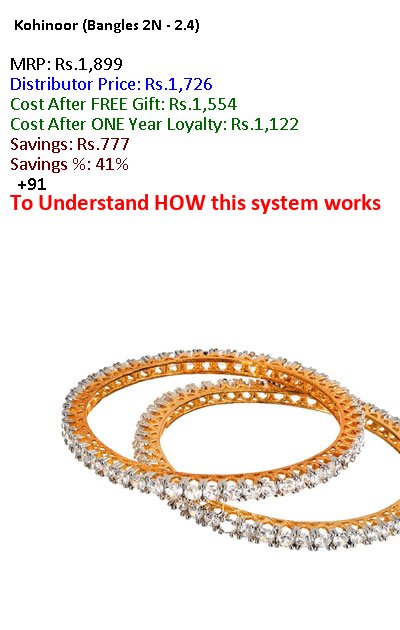 Kohinoor (Bangles 2N - 2.4)
MRP: Rs.1,899
Distributor Price: Rs.1,726
Cost After FREE Gift: Rs.1,554
Cost After ONE Year Loyalty: Rs.1,122
Savings: Rs.777
Savings %: 41%
+91
To Understand HOW this system works